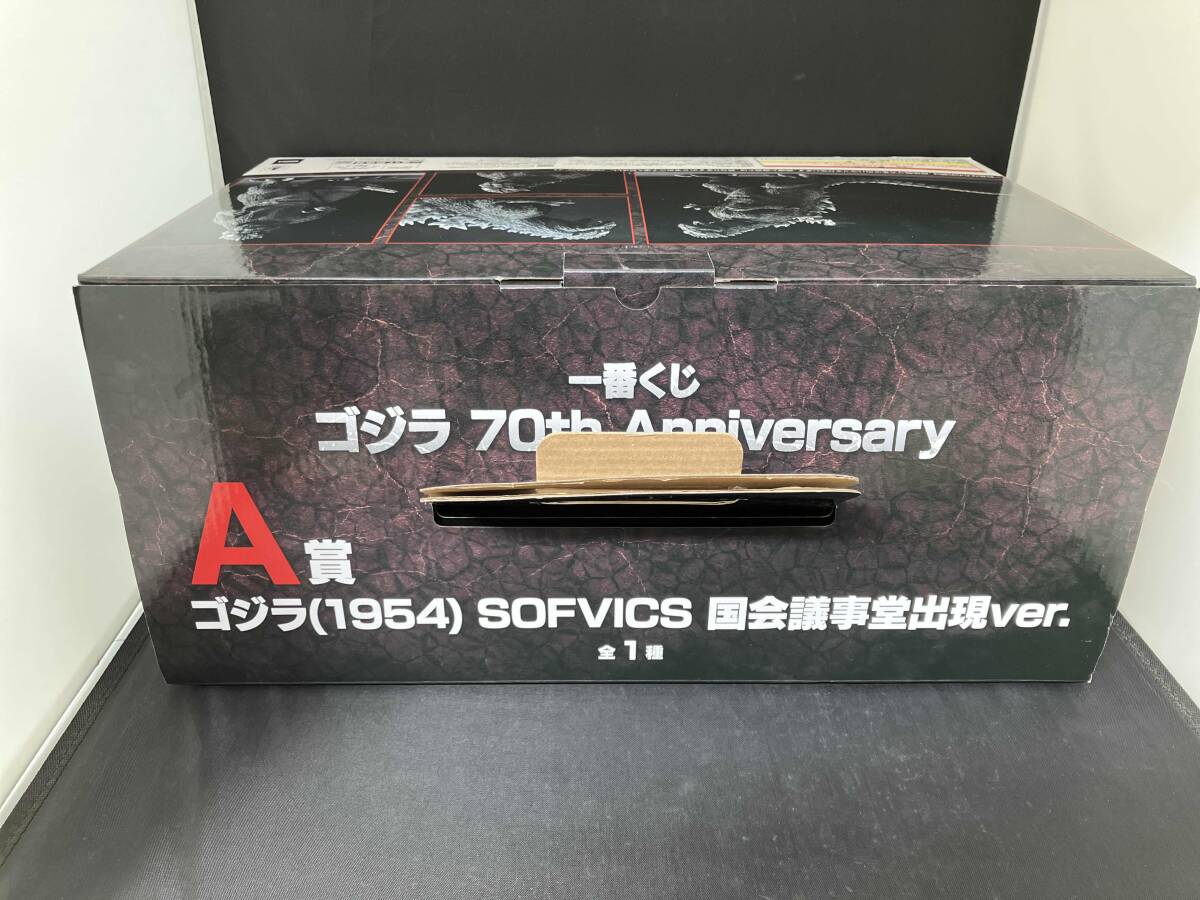 一番くじ
ゴジラ 70th Anniversary
A賞
ゴジラ(1954) SOFVICS 国会議事堂出現ver.
全1種